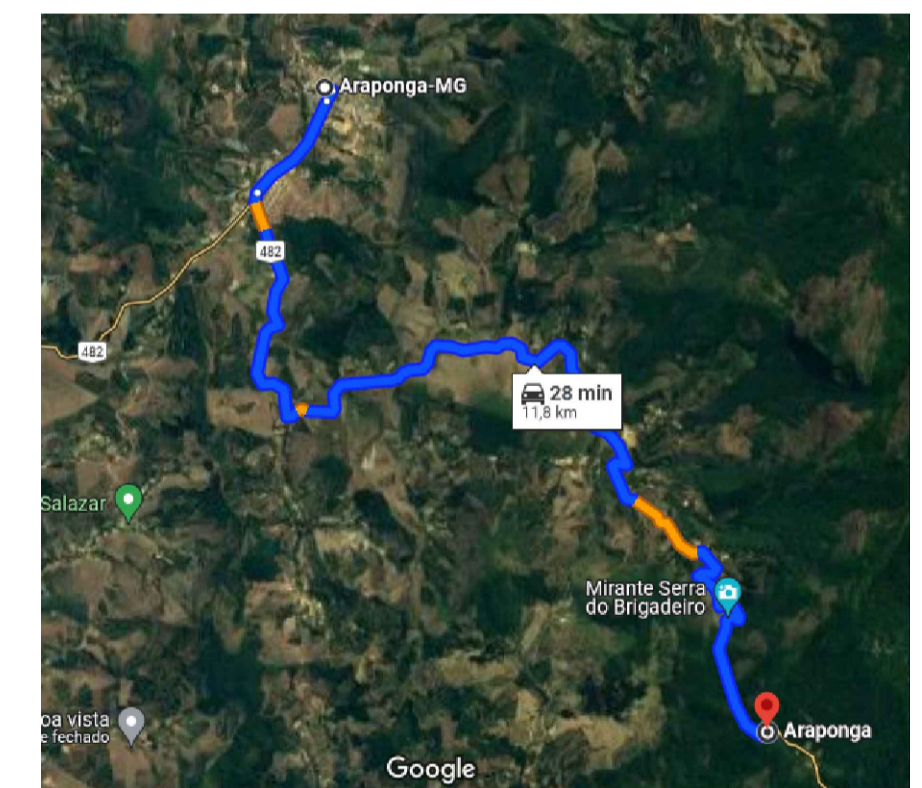 Araponga-MG
482
482
28 min
11,8 km
Salazar
Mirante Serra
do Brigadeiro
oa vista
e fechado
Araponga
Google